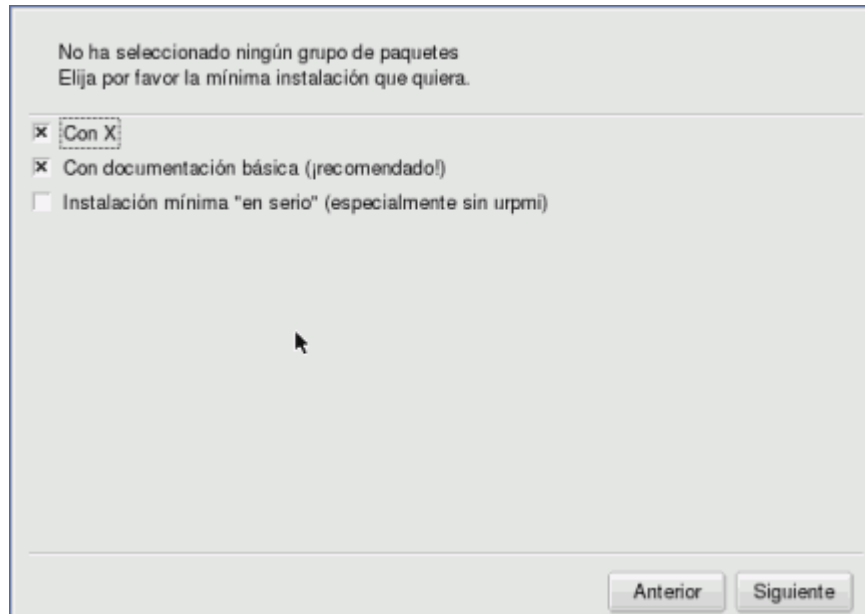 No ha seleccionado ningún grupo de paquetes
Elija por favor la mínima instalación que quiera.
Con X
Con documentación básica (¡recomendado!)
Instalación mínima "en serio" (especialmente sin urpmi)
Anterior
Siguiente